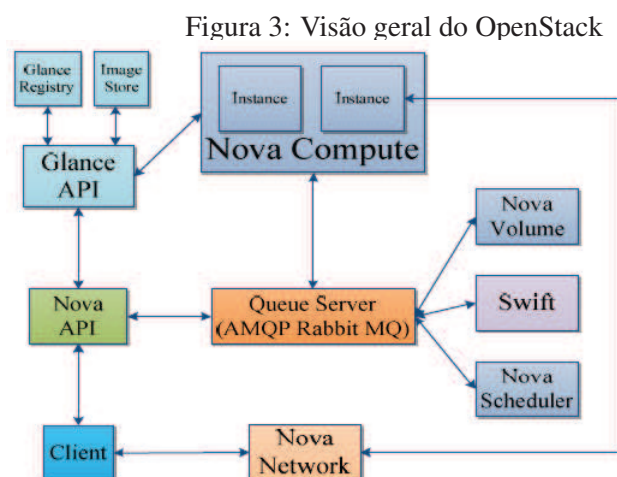 Figura 3: Visão geral do OpenStack
Glance
Registry
Image
Store
Instance
Instance
Nova Compute
Glance
API
Nova
Volume
Nova
API
Queue Server
(AMQP Rabbit MQ)
Swift
Nova
Scheduler
Client
Nova
Network